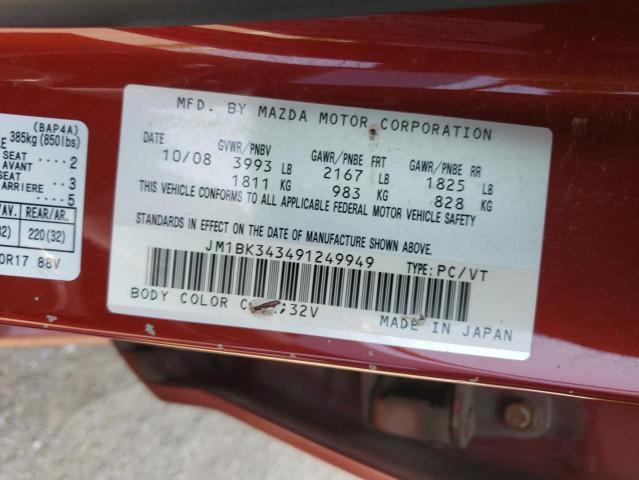 (BAP4A)
385kg (850lbs)
SEAT 2
AVANT
SEAT 3
ARRIERE 5
/AV. REAR/AR.
32) 220(32)
0R17 88V
MFD. BY MAZDA MOTOR CORPORATION
DATE GVWR/PNBV GAWR/PNBE FRT GAWR/PNBE RR
10/08 3993 LB 2167 LB 1825 LB
1811 KG 983 KG 828 KG
THIS VEHICLE CONFORMS TO ALL APPLICABLE FEDERAL MOTOR VEHICLE SAFETY
STANDARDS IN EFFECT ON THE DATE OF MANUFACTURE SHOWN ABOVE.
JM1BK343491249949 TYPE: PC/VT
BODY COLOR 32V
MADE IN JAPAN